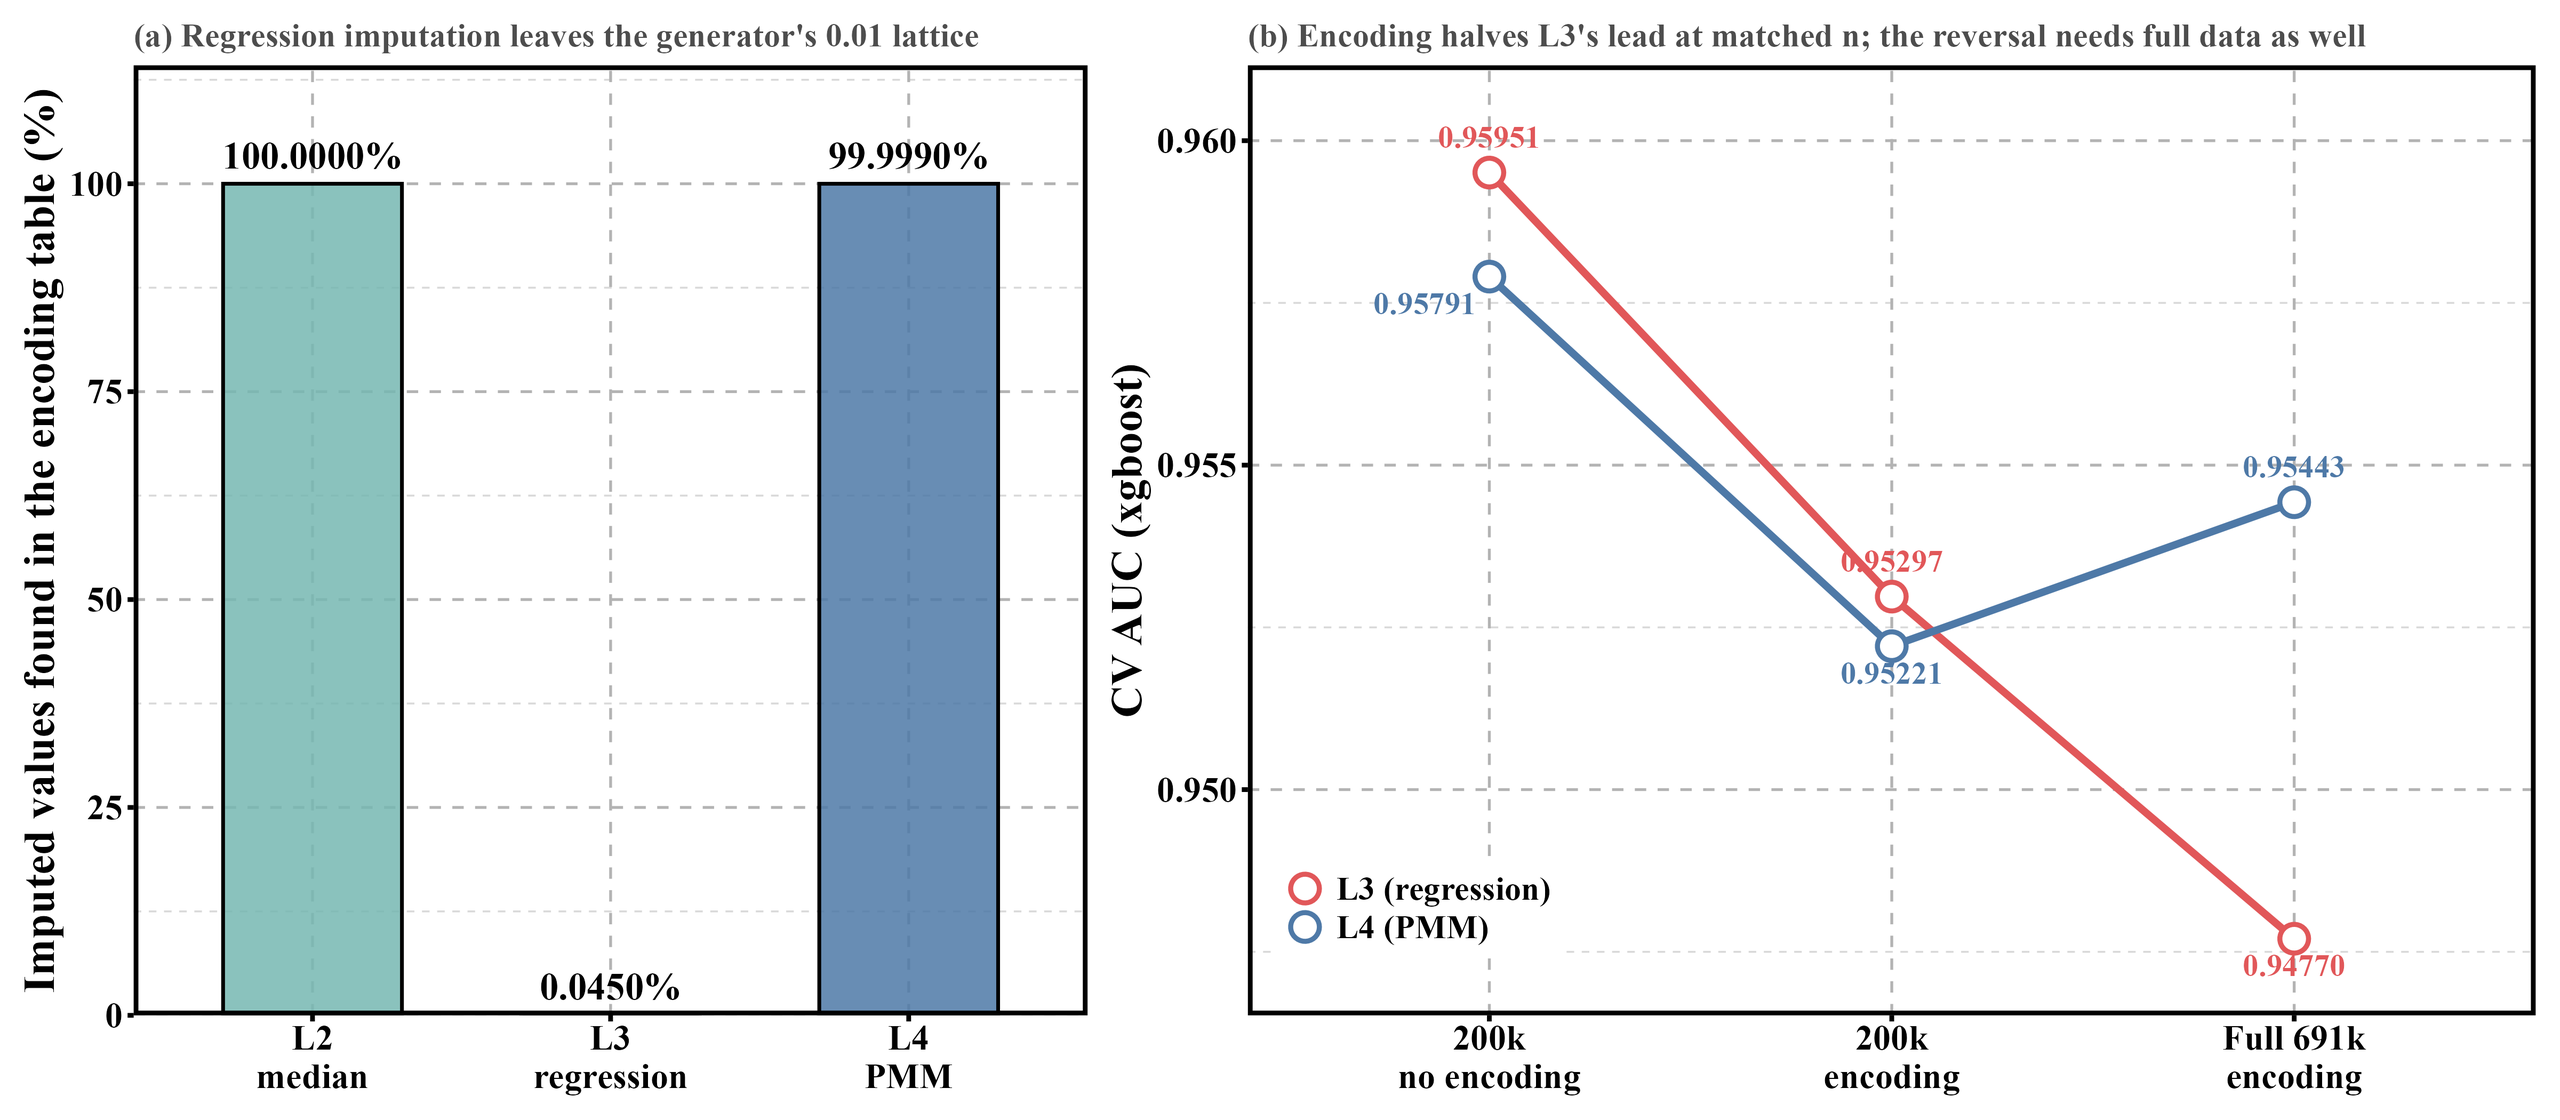 (a) Regression imputation leaves the generator's 0.01 lattice
Imputed values found in the encoding table (%)
100
75
50
25
0
100.0000%
0.0450%
99.9990%
L2
median
L3
regression
L4
PMM
(b) Encoding halves L3's lead at matched n; the reversal needs full data as well
CV AUC (xgboost)
0.960
0.955
0.950
0.95951
0.95791
0.95297
0.95221
0.95443
0.94770
L3 (regression)
L4 (PMM)
200k
no encoding
200k
encoding
Full 691k
encoding